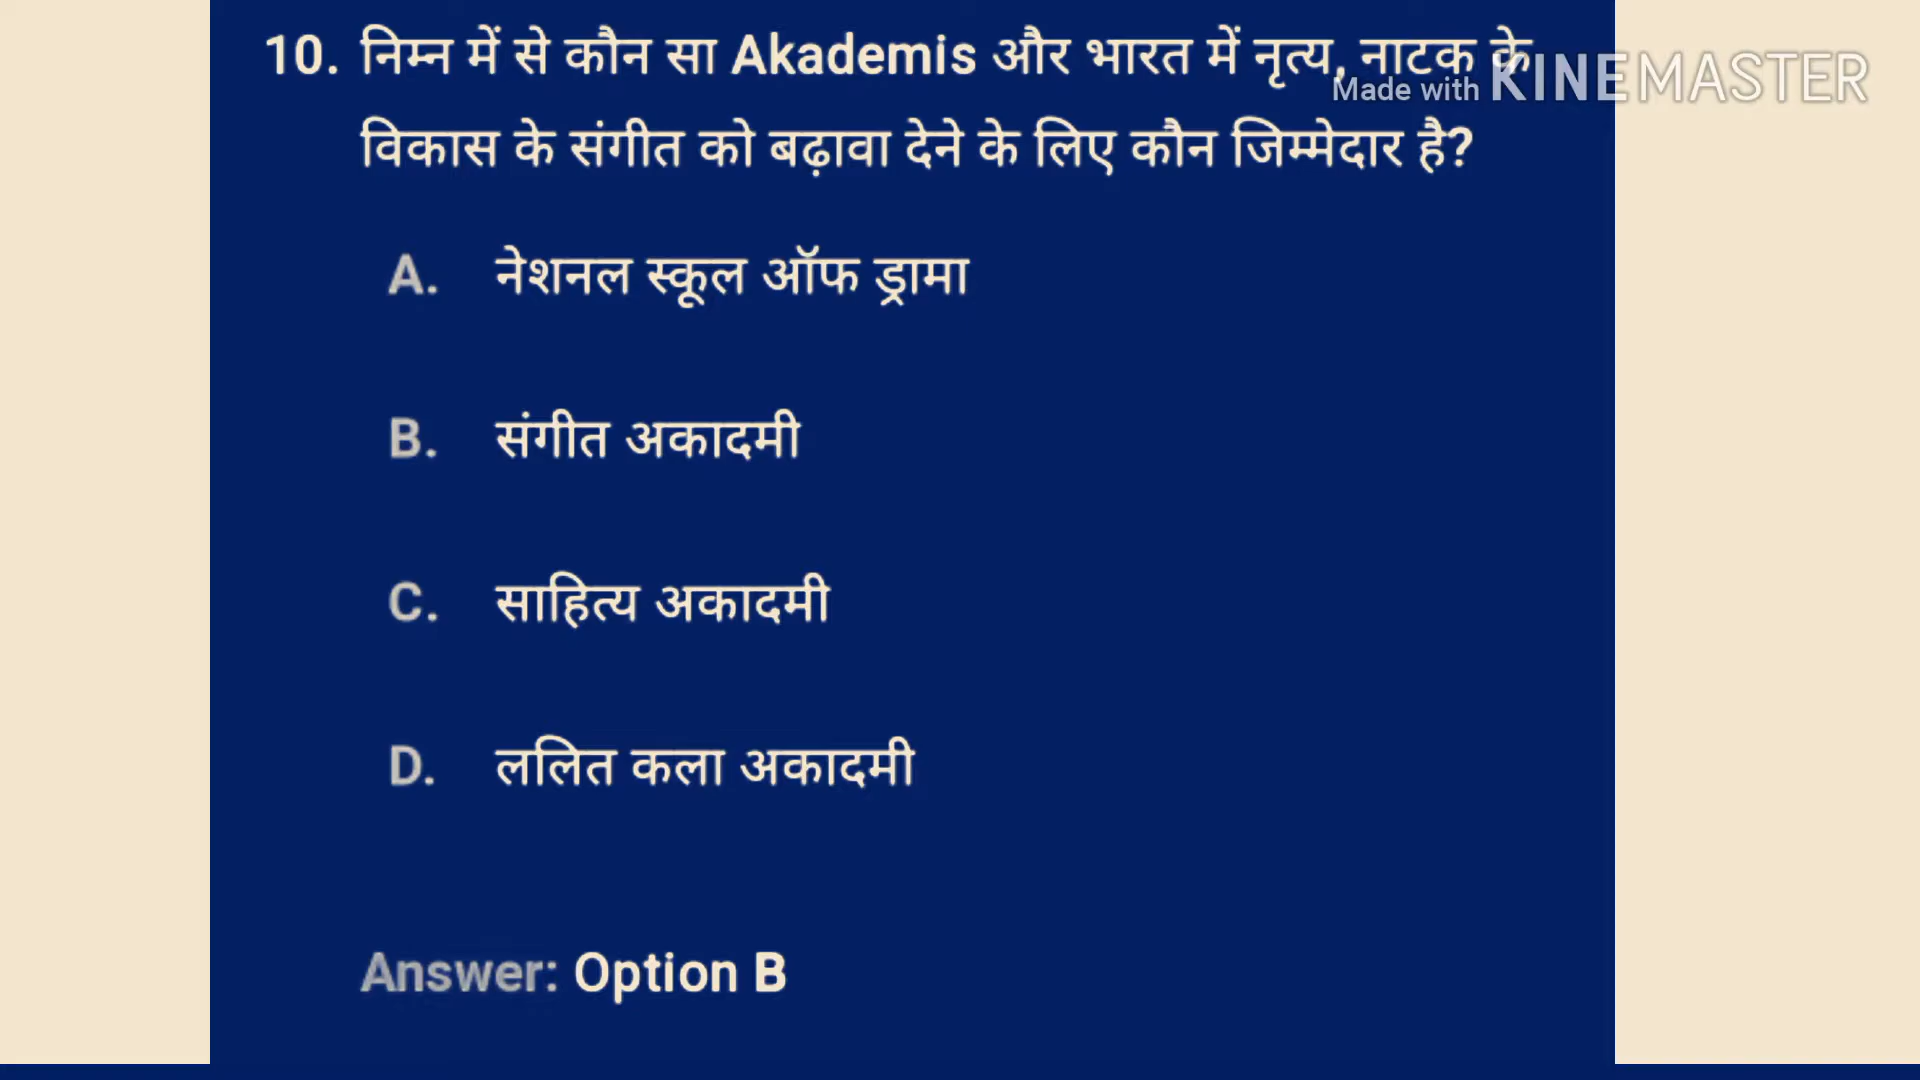 10. निम्न में से कौन सा Akademis और भारत में नृत्य, नाटक के
Made with KINEMASTER
विकास के संगीत को बढ़ावा देने के लिए कौन जिम्मेदार है?
A. नेशनल स्कूल ऑफ ड्रामा
B. संगीत अकादमी
C. साहित्य अकादमी
D. ललित कला अकादमी
Answer: Option B